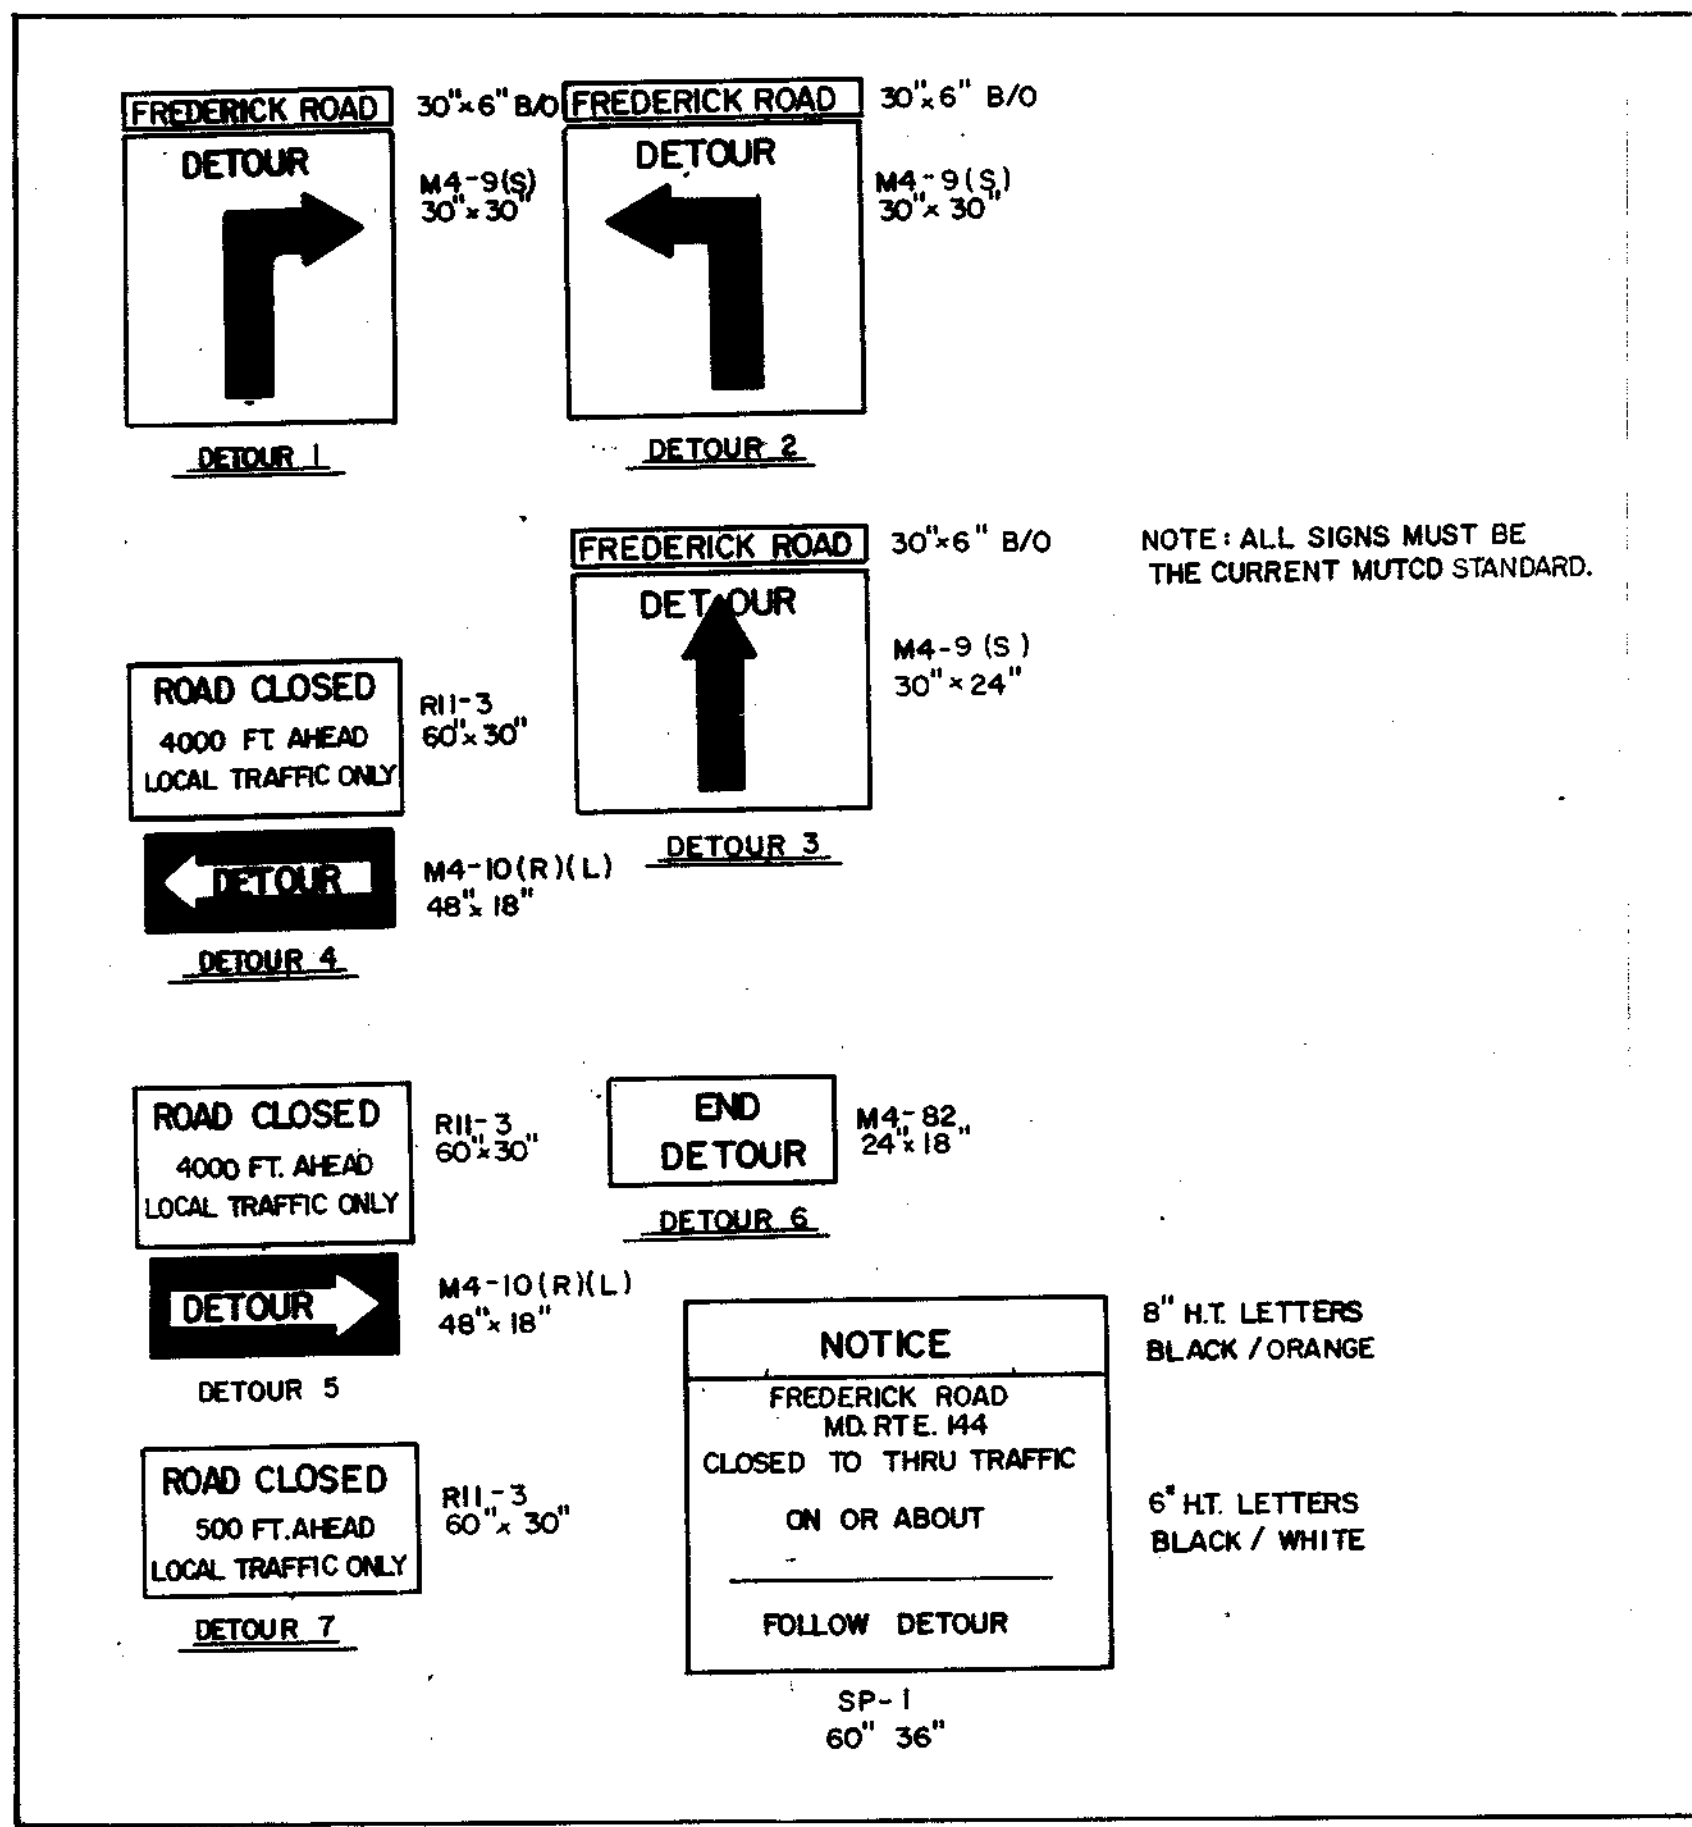 FREDERICK ROAD
30"x6" B/O
DETOUR
M4-9(S)
30"x30"
DETOUR 1
FREDERICK ROAD
30"x6" B/O
DETOUR
M4-9(S)
30"x30"
DETOUR 2
FREDERICK ROAD
30"x6" B/O
DETOUR
M4-9(S)
30"x24"
DETOUR 3
NOTE: ALL SIGNS MUST BE
THE CURRENT MUTCD STANDARD.
ROAD CLOSED
4000 FT. AHEAD
LOCAL TRAFFIC ONLY
R11-3
60"x30"
DETOUR
M4-10(R)(L)
48"x18"
DETOUR 4
ROAD CLOSED
4000 FT. AHEAD
LOCAL TRAFFIC ONLY
R11-3
60"x30"
DETOUR
M4-10(R)(L)
48"x18"
DETOUR 5
END
DETOUR
M4-82
24"x18"
DETOUR 6
ROAD CLOSED
500 FT. AHEAD
LOCAL TRAFFIC ONLY
R11-3
60"x30"
DETOUR 7
NOTICE
FREDERICK ROAD
MD. RTE. 144
CLOSED TO THRU TRAFFIC
ON OR ABOUT
FOLLOW DETOUR
8" H.T. LETTERS
BLACK / ORANGE
6" H.T. LETTERS
BLACK / WHITE
SP-1
60" 36"